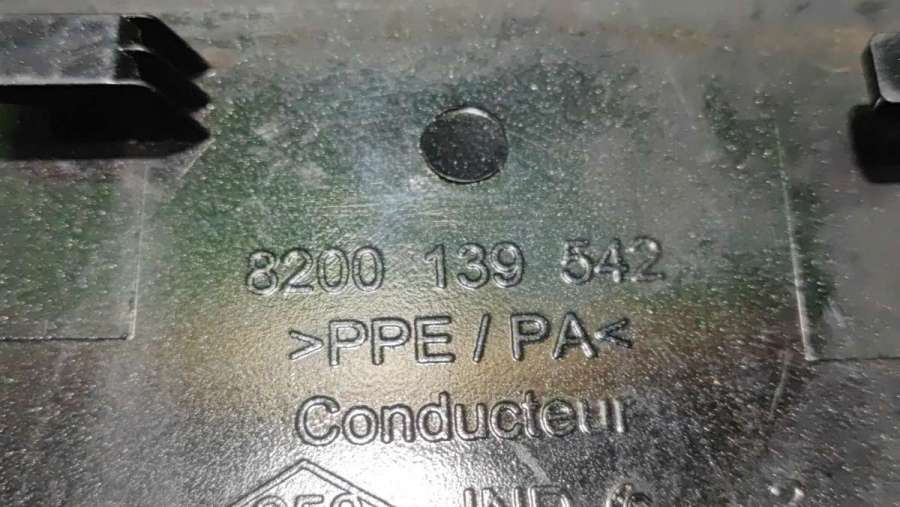 8200 139 542
>PPE / PA<
Conducteur